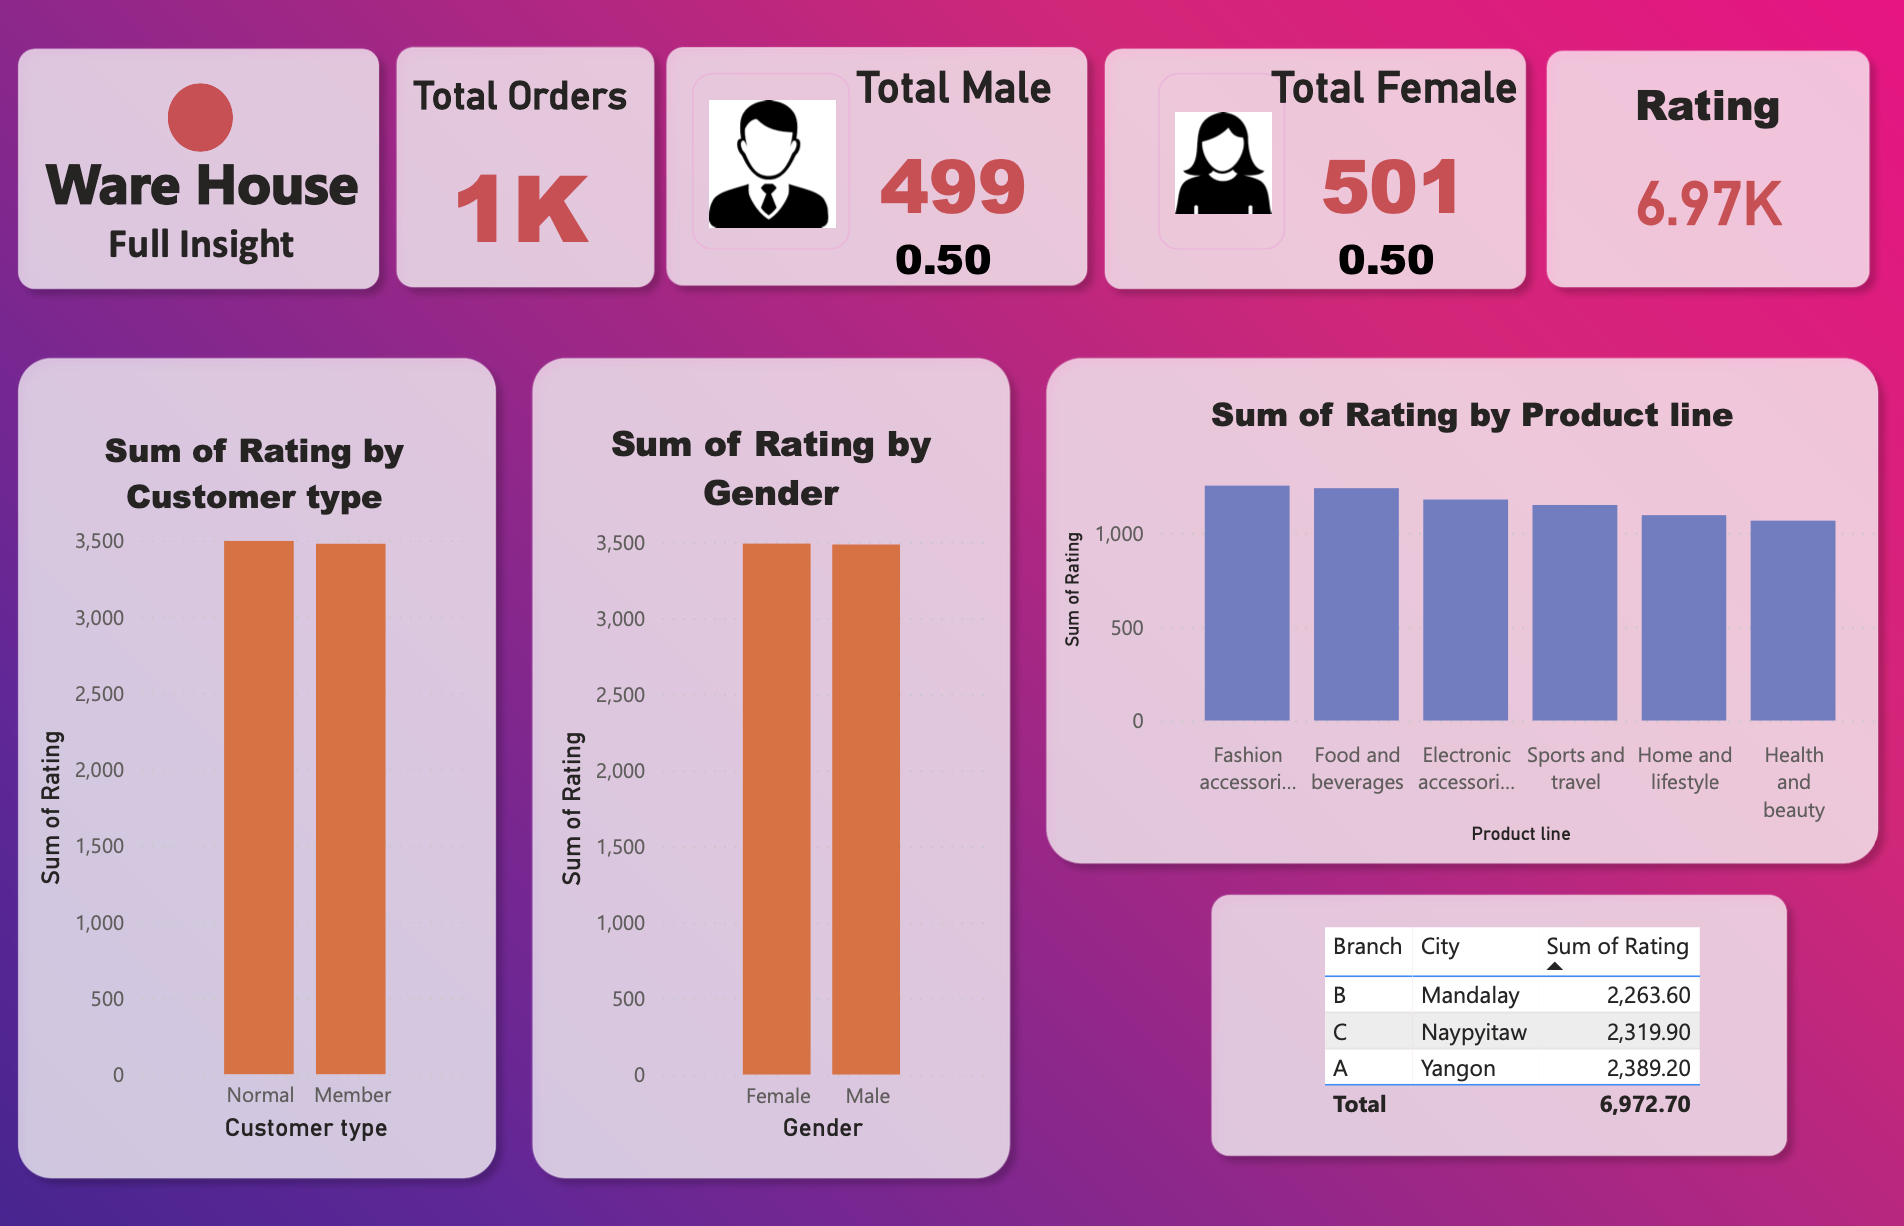 Ware House
Full Insight
Total Orders
1K
Total Male
499
0.50
Total Female
501
0.50
Rating
6.97K
Sum of Rating by
Customer type
Sum of Rating
3,500
3,000
2,500
2,000
1,500
1,000
500
0
Normal Member
Customer type
Sum of Rating by
Gender
Sum of Rating
3,500
3,000
2,500
2,000
1,500
1,000
500
0
Female Male
Gender
Sum of Rating by Product line
Sum of Rating
1,000
500
0
Fashion accessori...
Food and beverages
Electronic accessori...
Sports and travel
Home and lifestyle
Health and beauty
Product line
Branch City Sum of Rating
B Mandalay 2,263.60
C Naypyitaw 2,319.90
A Yangon 2,389.20
Total 6,972.70